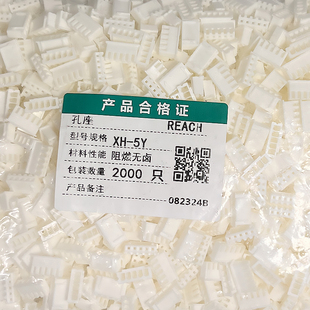 产品合格证
孔座 REACH
型号规格 XH-5Y
材料性能 阻燃无卤
包装数量 2000 只
产品备注 082324B